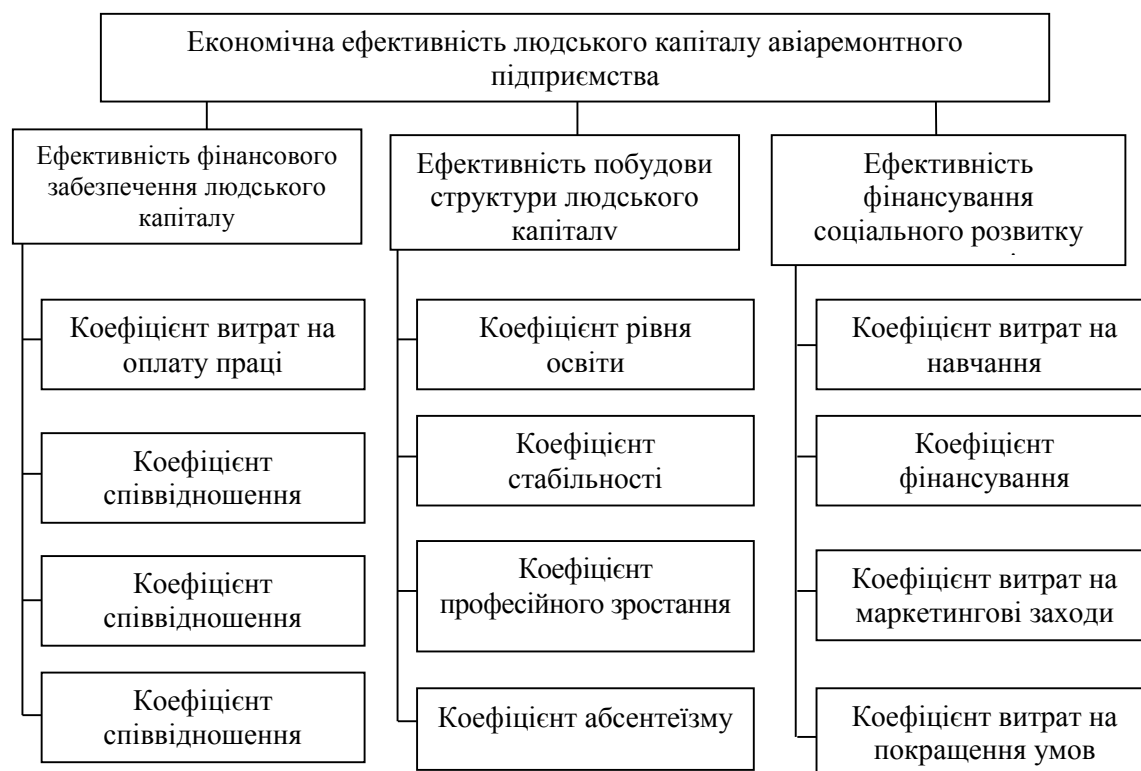 Економічна ефективність людського капіталу авіаремонтного
підприємства
Ефективність фінансового
забезпечення людського
капіталу
Ефективність побудови
структури людського
капіталу
Ефективність
фінансування
соціального розвитку
Коефіцієнт витрат на
оплату праці
Коефіцієнт
співвідношення
Коефіцієнт
співвідношення
Коефіцієнт
співвідношення
Коефіцієнт рівня
освіти
Коефіцієнт
стабільності
Коефіцієнт
професійного зростання
Коефіцієнт абсентеїзму
Коефіцієнт витрат на
навчання
Коефіцієнт
фінансування
Коефіцієнт витрат на
маркетингові заходи
Коефіцієнт витрат на
покращення умов